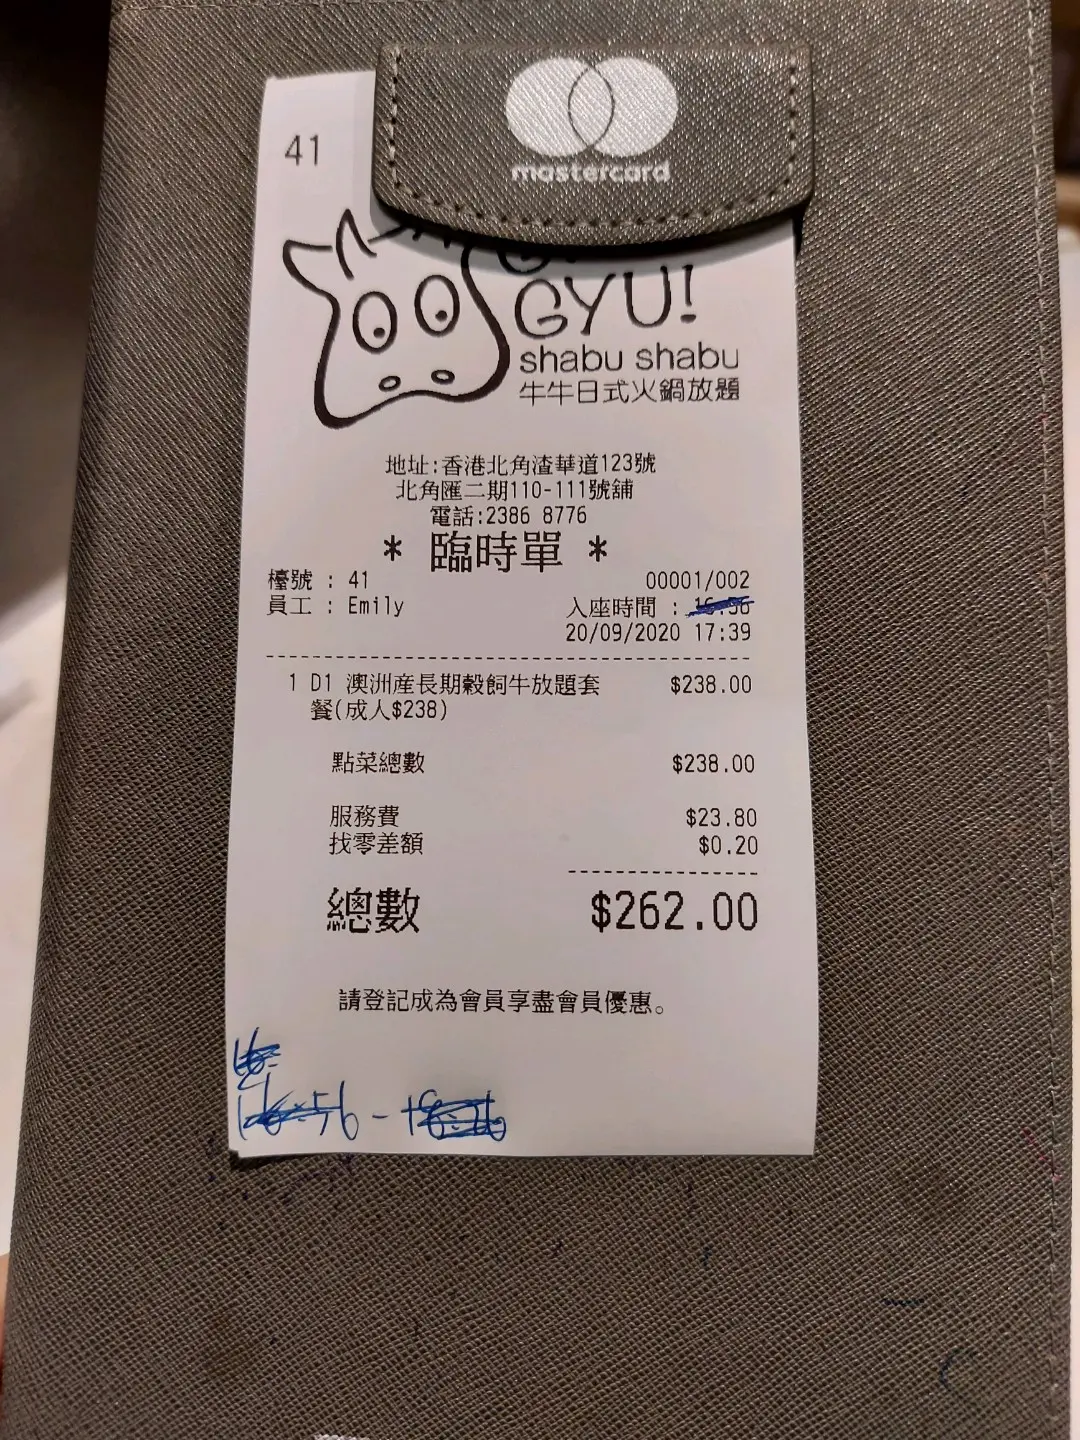 mastercard
41
GYU!
shabu shabu
牛牛日式火鍋放題
地址:香港北角渣華道123號
北角匯二期110-111號舖
電話:2386 8776
* 臨時單 *
檯號 : 41 00001/002
員工 : Emily 入座時間 : 16:56
20/09/2020 17:39
1 D1 澳洲産長期穀飼牛放題套 $238.00
餐(成人$238)
點菜總數 $238.00
服務費 $23.80
找零差額 $0.20
總數 $262.00
請登記成為會員享盡會員優惠。